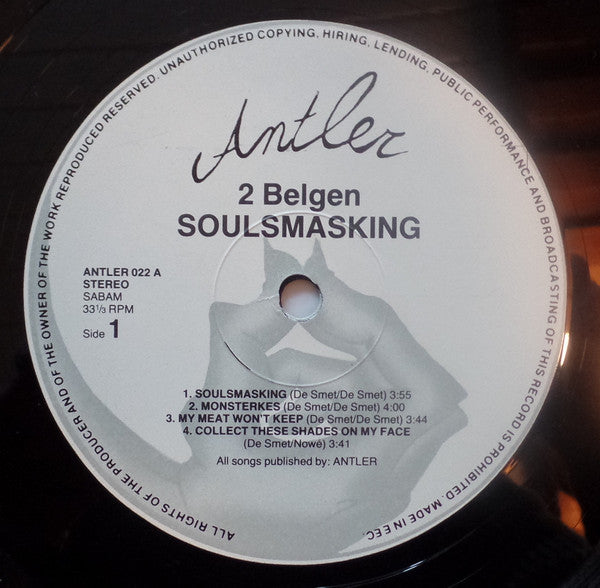 ALL RIGHTS OF THE PRODUCER AND OF THE OWNER OF THE WORK REPRODUCED RESERVED. UNAUTHORIZED COPYING, HIRING, LENDING, PUBLIC PERFORMANCE AND BROADCASTING OF THIS RECORD IS PROHIBITED. MADE IN EEC.
Antler
2 Belgen
SOULSMASKING
ANTLER 022 A
STEREO
SABAM
33⅓ RPM
Side 1
1. SOULSMASKING (De Smet/De Smet) 3:55
2. MONSTERKES (De Smet/De Smet) 4:00
3. MY MEAT WON'T KEEP (De Smet/De Smet) 3:44
4. COLLECT THESE SHADES ON MY FACE
(De Smet/Nowé) 3:41
All songs published by: ANTLER